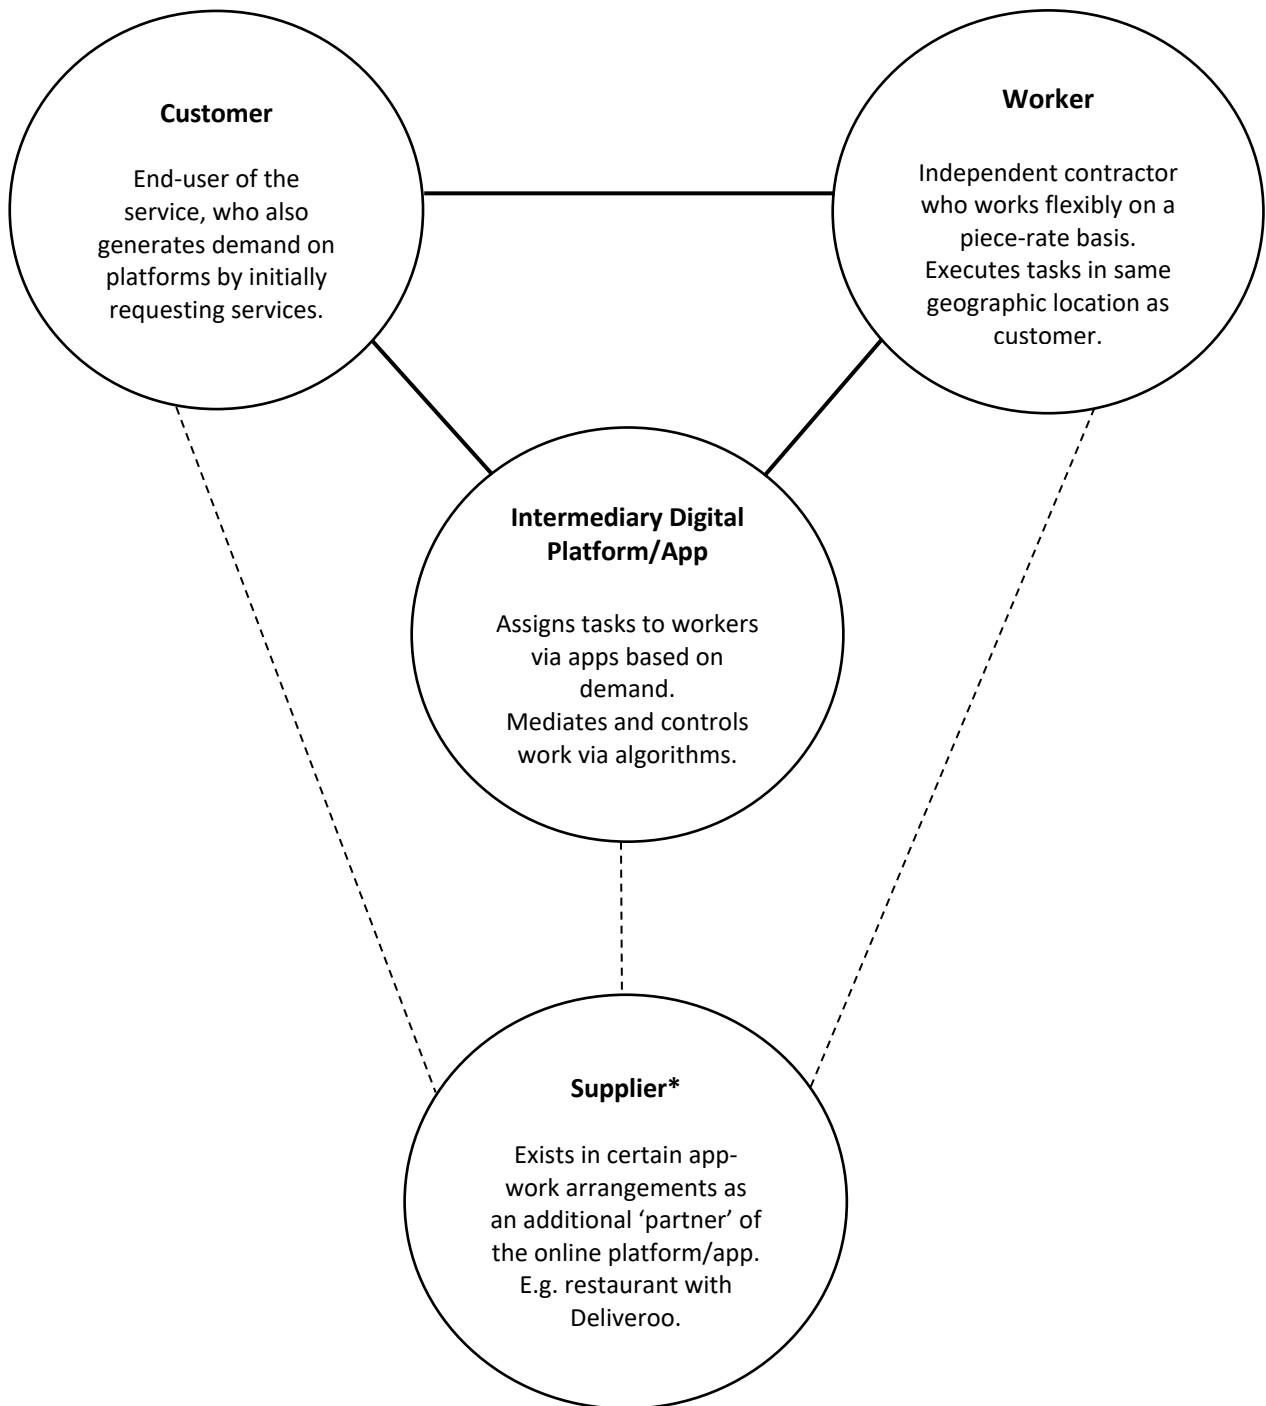 Customer
End-user of the
service, who also
generates demand on
platforms by initially
requesting services.
Worker
Independent contractor
who works flexibly on a
piece-rate basis.
Executes tasks in same
geographic location as
customer.
Intermediary Digital
Platform/App
Assigns tasks to workers
via apps based on
demand.
Mediates and controls
work via algorithms.
Supplier*
Exists in certain app-
work arrangements as
an additional ‘partner’ of
the online platform/app.
E.g. restaurant with
Deliveroo.